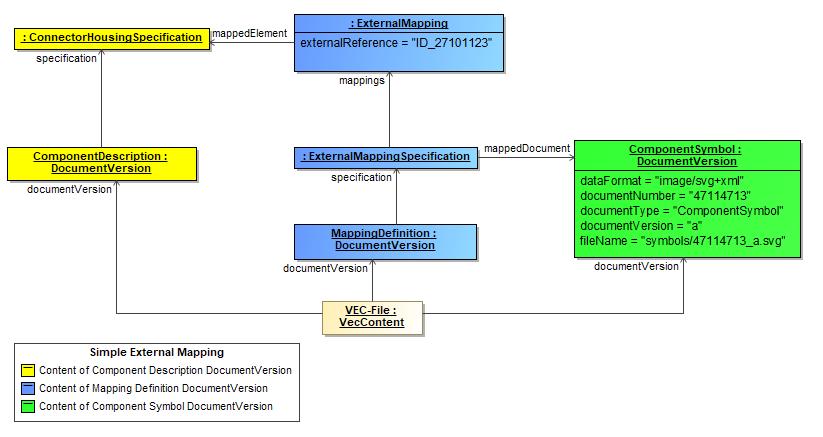 : ExternalMapping
externalReference = "ID_27101123"
mappedElement
: ConnectorHousingSpecification
specification
mappings
ComponentDescription :
DocumentVersion
documentVersion
: ExternalMappingSpecification
specification
mappedDocument
ComponentSymbol :
DocumentVersion
dataFormat = "image/svg+xml"
documentNumber = "47114713"
documentType = "ComponentSymbol"
documentVersion = "a"
fileName = "symbols/47114713_a.svg"
MappingDefinition :
DocumentVersion
documentVersion
documentVersion
VEC-File :
VecContent
Simple External Mapping
Content of Component Description DocumentVersion
Content of Mapping Definition DocumentVersion
Content of Component Symbol DocumentVersion